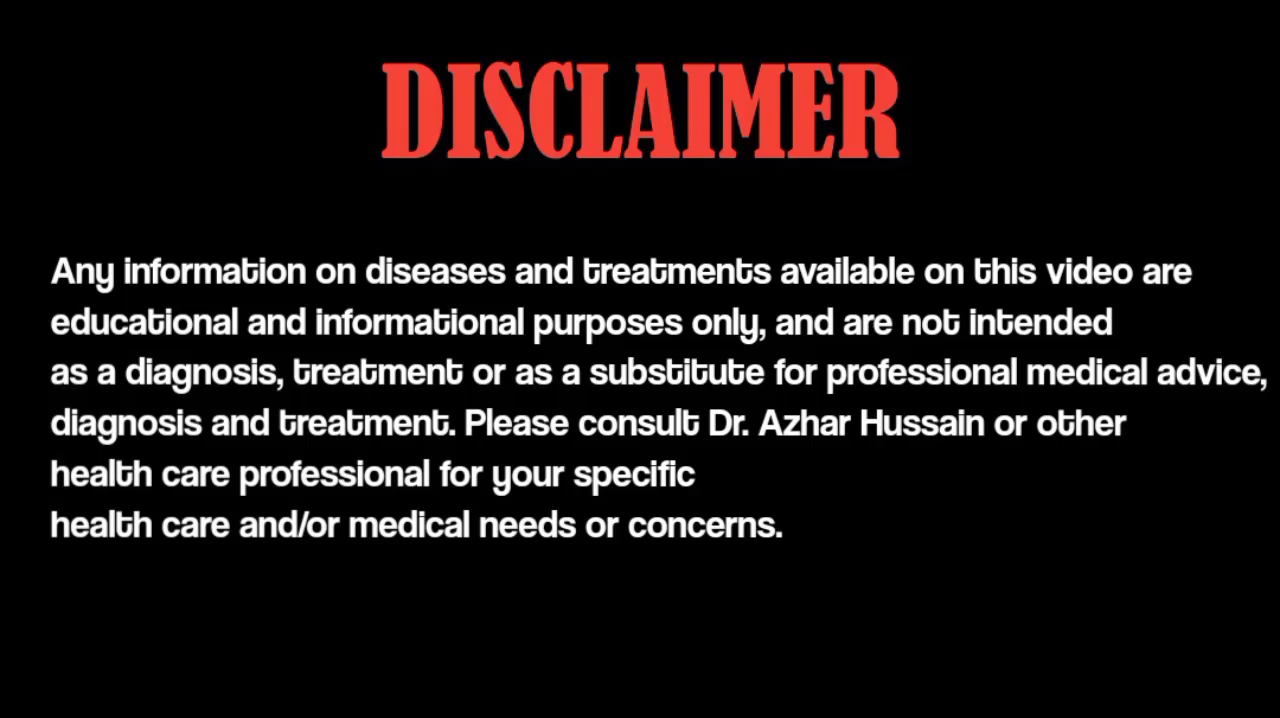 DISCLAIMER
Any information on diseases and treatments available on this video are
educational and informational purposes only, and are not intended
as a diagnosis, treatment or as a substitute for professional medical advice,
diagnosis and treatment. Please consult Dr. Azhar Hussain or other
health care professional for your specific
health care and/or medical needs or concerns.